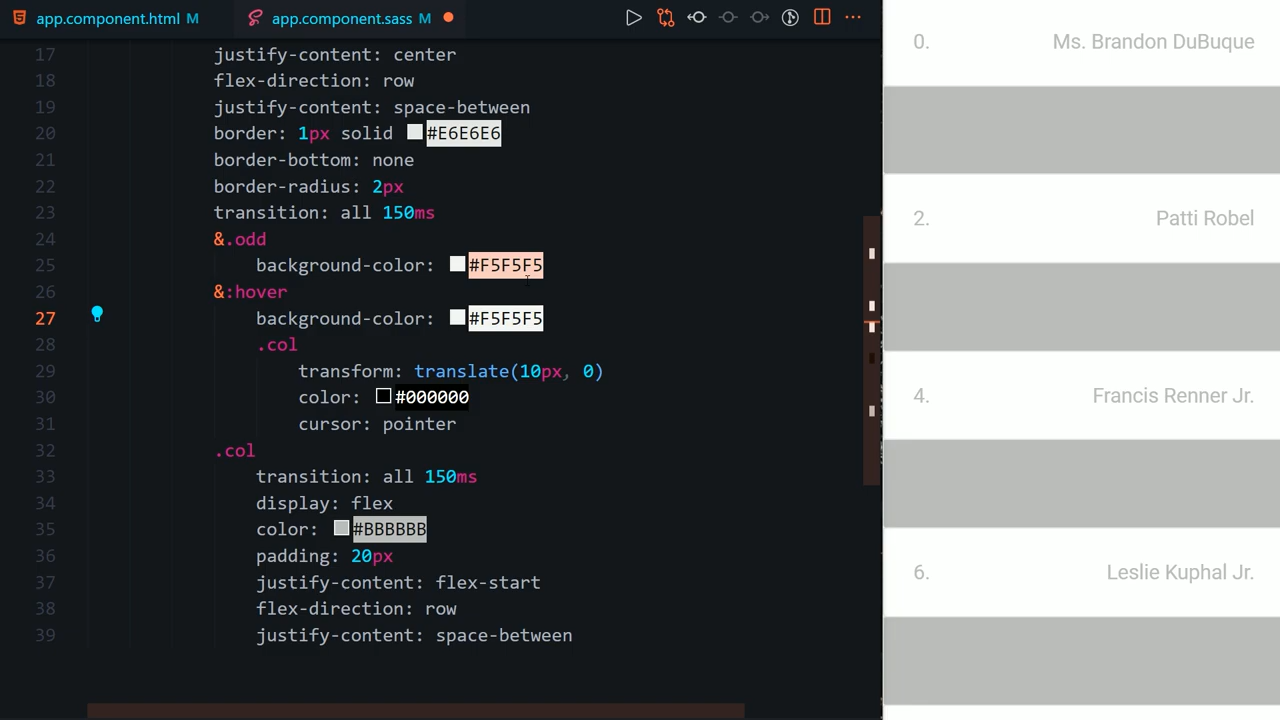 app.component.html M
app.component.sass M
17 justify-content: center
18 flex-direction: row
19 justify-content: space-between
20 border: 1px solid #E6E6E6
21 border-bottom: none
22 border-radius: 2px
23 transition: all 150ms
24 &.odd
25 background-color: #F5F5F5
26 &:hover
27 background-color: #F5F5F5
28 .col
29 transform: translate(10px, 0)
30 color: #000000
31 cursor: pointer
32 .col
33 transition: all 150ms
34 display: flex
35 color: #BBBBBB
36 padding: 20px
37 justify-content: flex-start
38 flex-direction: row
39 justify-content: space-between
0. Ms. Brandon DuBuque
2. Patti Robel
4. Francis Renner Jr.
6. Leslie Kuphal Jr.